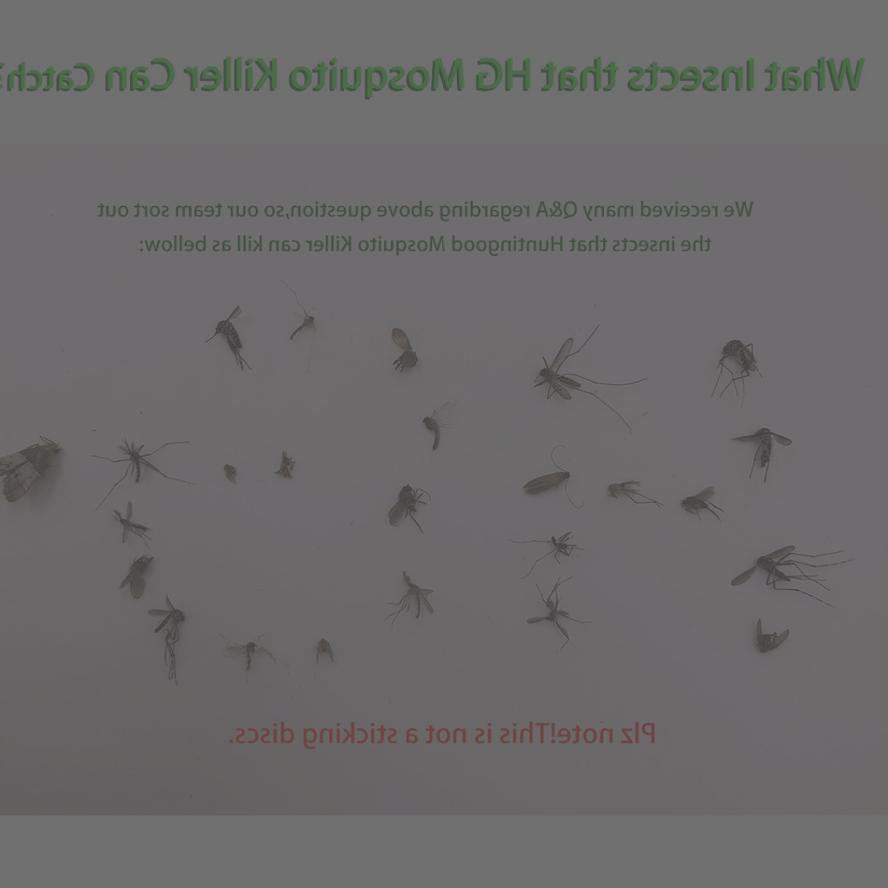 What Insects that HG Mosquito Killer Can Catch?
We received many Q&A regarding above question,so,our team sort out
the insects that Huntingood Mosquito Killer can kill as bellow:
Plz note!This is not a sticking discs.